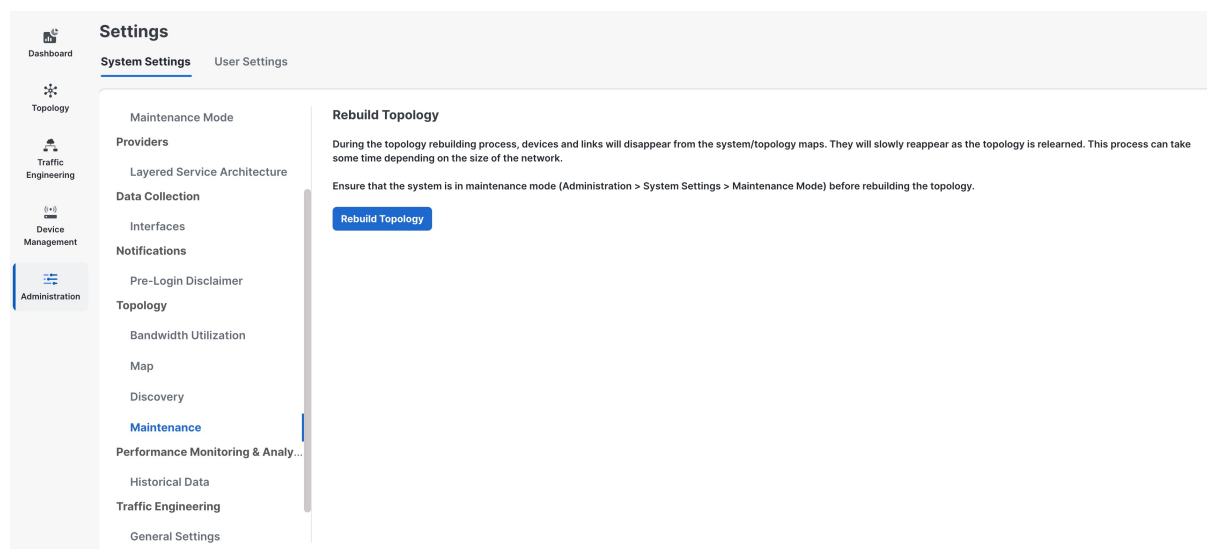 Settings
System Settings
User Settings
Dashboard
Topology
Traffic
Engineering
Device
Management
Administration
Maintenance Mode
Providers
Layered Service Architecture
Data Collection
Interfaces
Notifications
Pre-Login Disclaimer
Topology
Bandwidth Utilization
Map
Discovery
Maintenance
Performance Monitoring & Analy...
Historical Data
Traffic Engineering
General Settings
Rebuild Topology
During the topology rebuilding process, devices and links will disappear from the system/topology maps. They will slowly reappear as the topology is relearned. This process can take
some time depending on the size of the network.
Ensure that the system is in maintenance mode (Administration > System Settings > Maintenance Mode) before rebuilding the topology.
Rebuild Topology